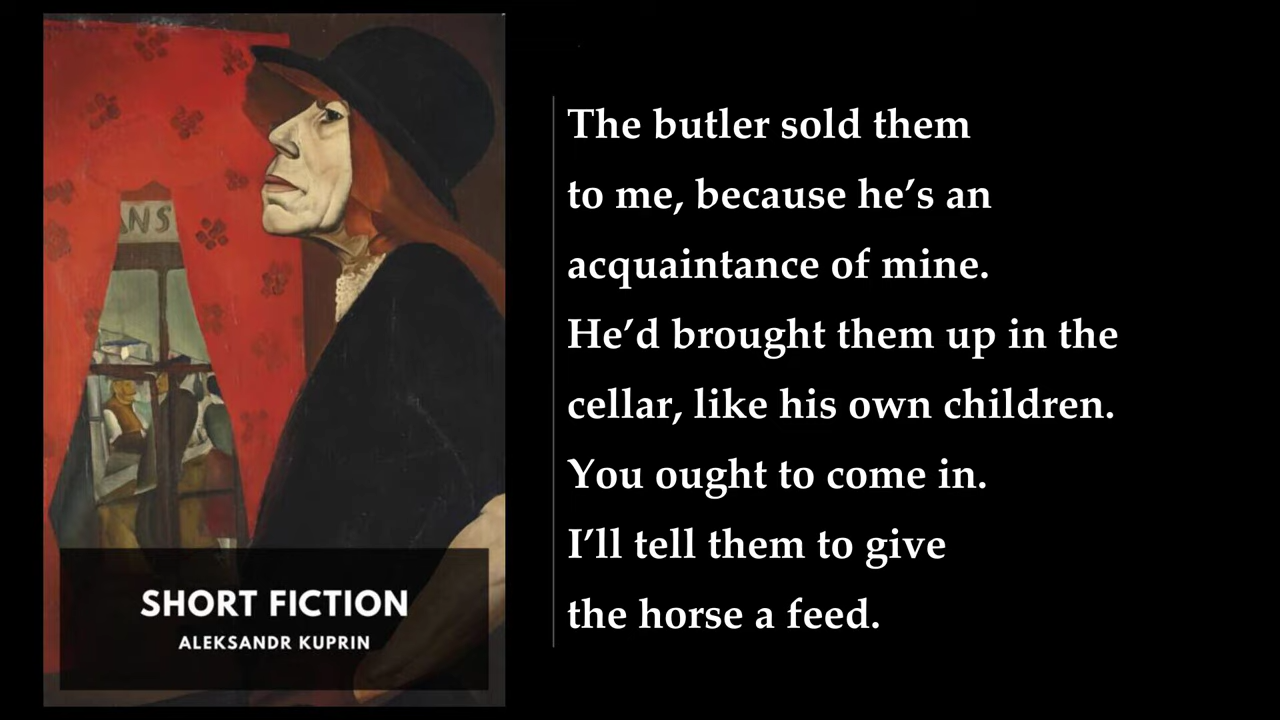 ANS
SHORT FICTION
ALEKSANDR KUPRIN
The butler sold them
to me, because he’s an
acquaintance of mine.
He’d brought them up in the
cellar, like his own children.
You ought to come in.
I’ll tell them to give
the horse a feed.